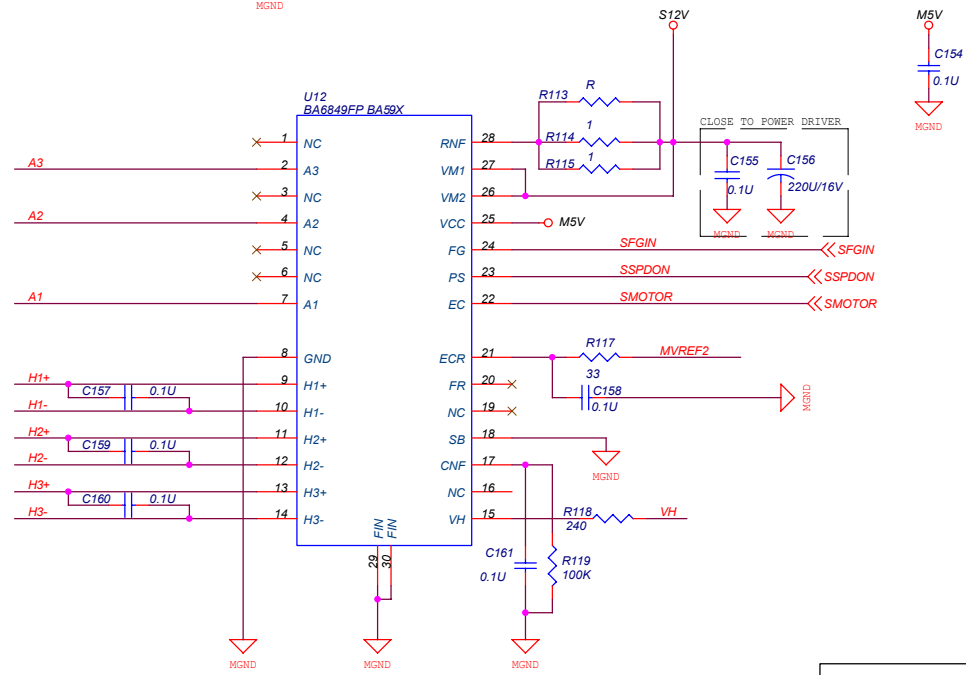 MGND
S12V
M5V
C154
0.1U
MGND
U12
BA6849FP BA59X
R113 R
R114 1
R115 1
CLOSE TO POWER DRIVER
C155
0.1U
C156
220U/16V
MGND MGND
1 NC
A3 2 A3
3 NC
A2 4 A2
5 NC
6 NC
A1 7 A1
8 GND
H1+ 9 H1+
C157 0.1U
H1- 10 H1-
H2+ 11 H2+
C159 0.1U
H2- 12 H2-
H3+ 13 H3+
C160 0.1U
H3- 14 H3-
RNF 28
VM1 27
VM2 26
VCC 25 M5V
FG 24 SFGIN SFGIN
PS 23 SSPDON SSPDON
EC 22 SMOTOR SMOTOR
ECR 21 R117 MVREF2
33
FR 20
C158
0.1U
MGND
NC 19
SB 18
MGND
CNF 17
NC 16
VH 15 R118 VH
240
FIN FIN
29 30
C161
0.1U
R119
100K
MGND MGND MGND